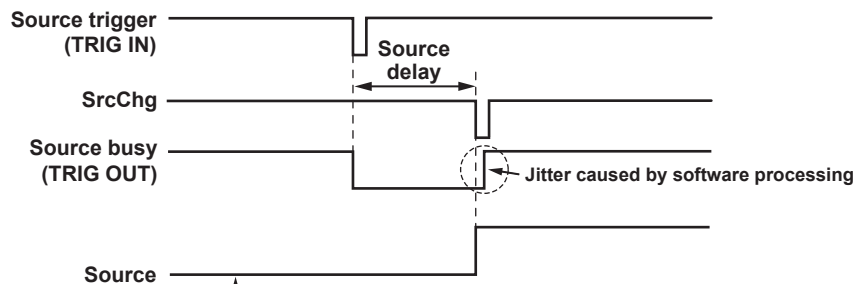 Source trigger
(TRIG IN)
Source
delay
SrcChg
Source busy
(TRIG OUT)
Jitter caused by software processing
Source